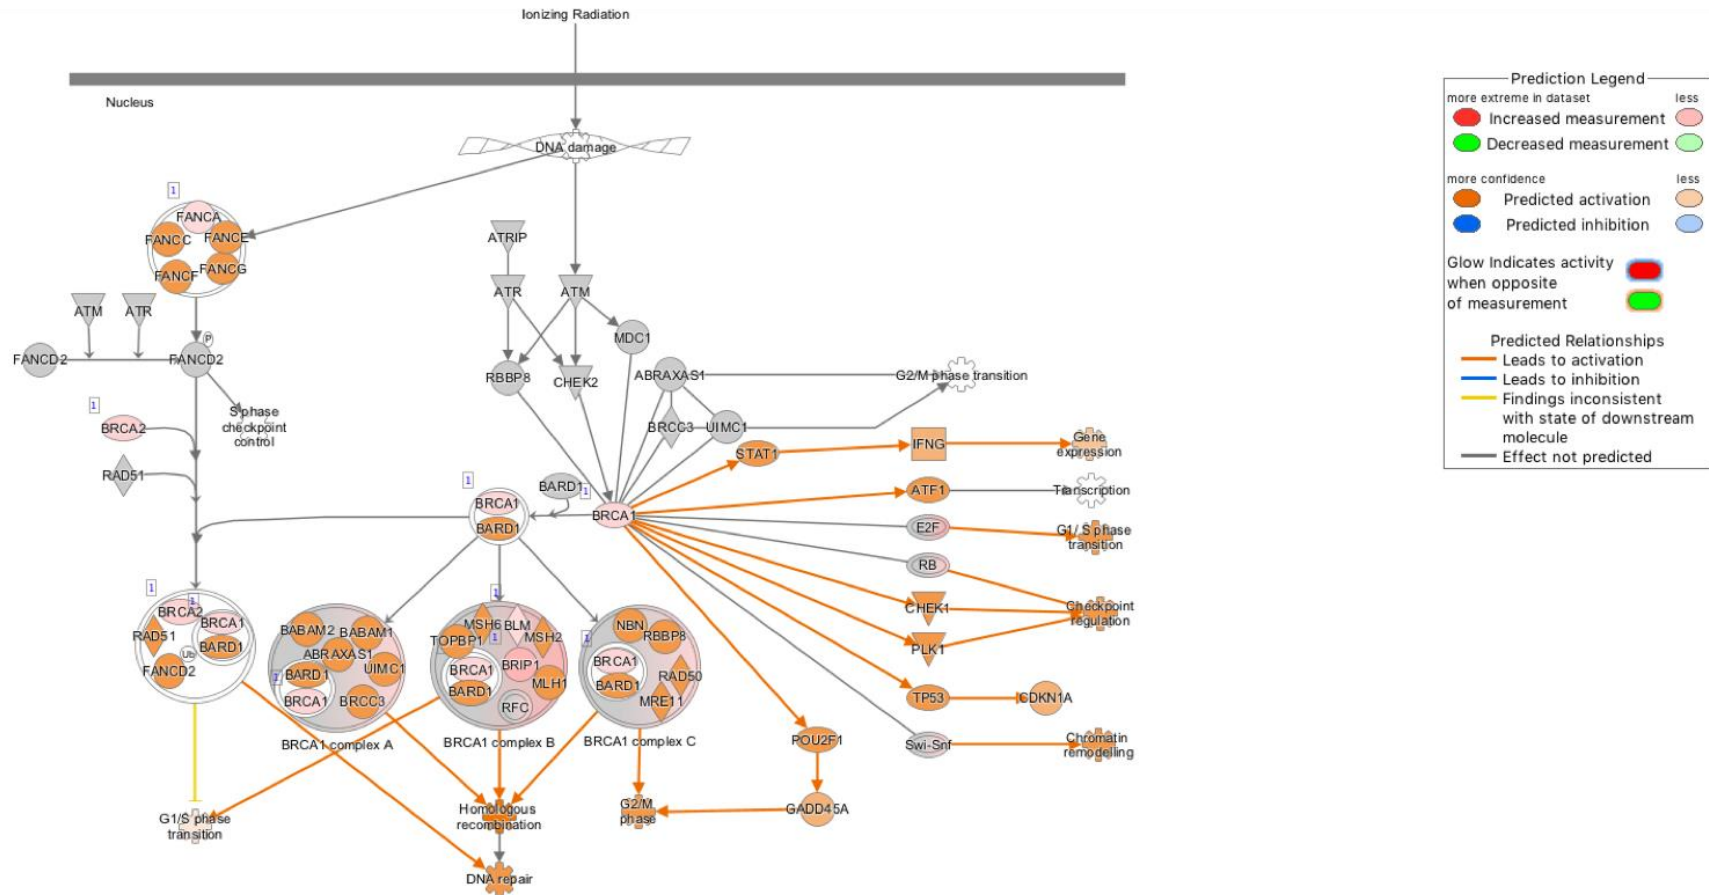 Ionizing Radiation
Nucleus
DNA damage
1
FANCA
FANCC
FANCE
FANCF
FANCG
ATRIP
ATM
ATR
ATR
ATM
P
MDC1
FANCD2
FANCD2
RBBP8
CHEK2
ABRAXAS1
G2/M phase transition
S phase
checkpoint
control
1
BRCA2
BRCC3
UIMC1
STAT1
IFNG
Gene
expression
RAD51
1
BARD1
1
BRCA1
BARD1
BRCA1
ATF1
Transcription
E2F
G1/ S phase
transition
RB
CHEK1
Checkpoint
regulation
PLK1
TP53
CDKN1A
POU2F1
Swi-Snf
Chromatin
remodelling
GADD45A
1
1
BRCA2
RAD51
BRCA1
BARD1
Ub
FANCD2
BABAM2
BABAM1
ABRAXAS1
1
BARD1
UIMC1
BRCA1
BRCC3
BRCA1 complex A
1
MSH6
BLM
TOPBP1
1
MSH2
BRCA1
BRIP1
BARD1
MLH1
RFC
BRCA1 complex B
NBN
1
RBBP8
BRCA1
BARD1
RAD50
MRE11
BRCA1 complex C
G1/S phase
transition
Homologous
recombination
G2/M
phase
DNA repair
Prediction Legend
more extreme in dataset
less
Increased measurement
Decreased measurement
more confidence
less
Predicted activation
Predicted inhibition
Glow Indicates activity
when opposite
of measurement
Predicted Relationships
Leads to activation
Leads to inhibition
Findings inconsistent
with state of downstream
molecule
Effect not predicted